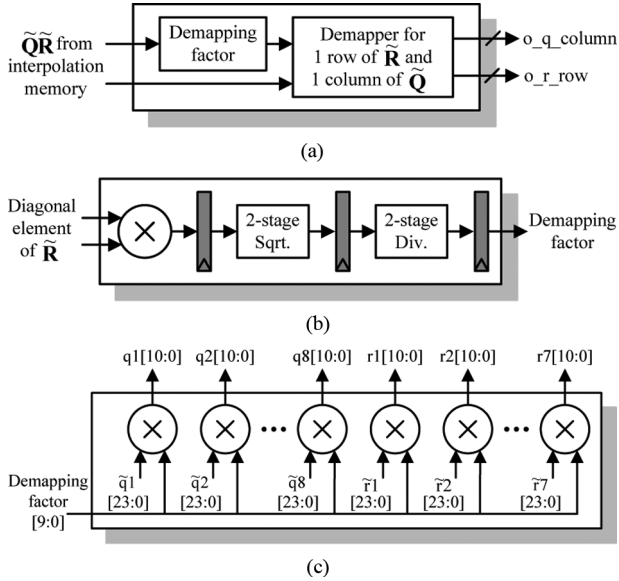 Q̃R̃ from
interpolation
memory
Demapping
factor
Demapper for
1 row of R̃ and
1 column of Q̃
o_q_column
o_r_row
(a)
Diagonal
element
of R̃
×
2-stage
Sqrt.
2-stage
Div.
Demapping
factor
(b)
q1[10:0] q2[10:0] q8[10:0] r1[10:0] r2[10:0] r7[10:0]
× × ••• × × × ••• ×
q̃1 q̃2 q̃8 r̃1 r̃2 r̃7
[23:0] [23:0] [23:0] [23:0] [23:0] [23:0]
Demapping
factor
[9:0]
(c)